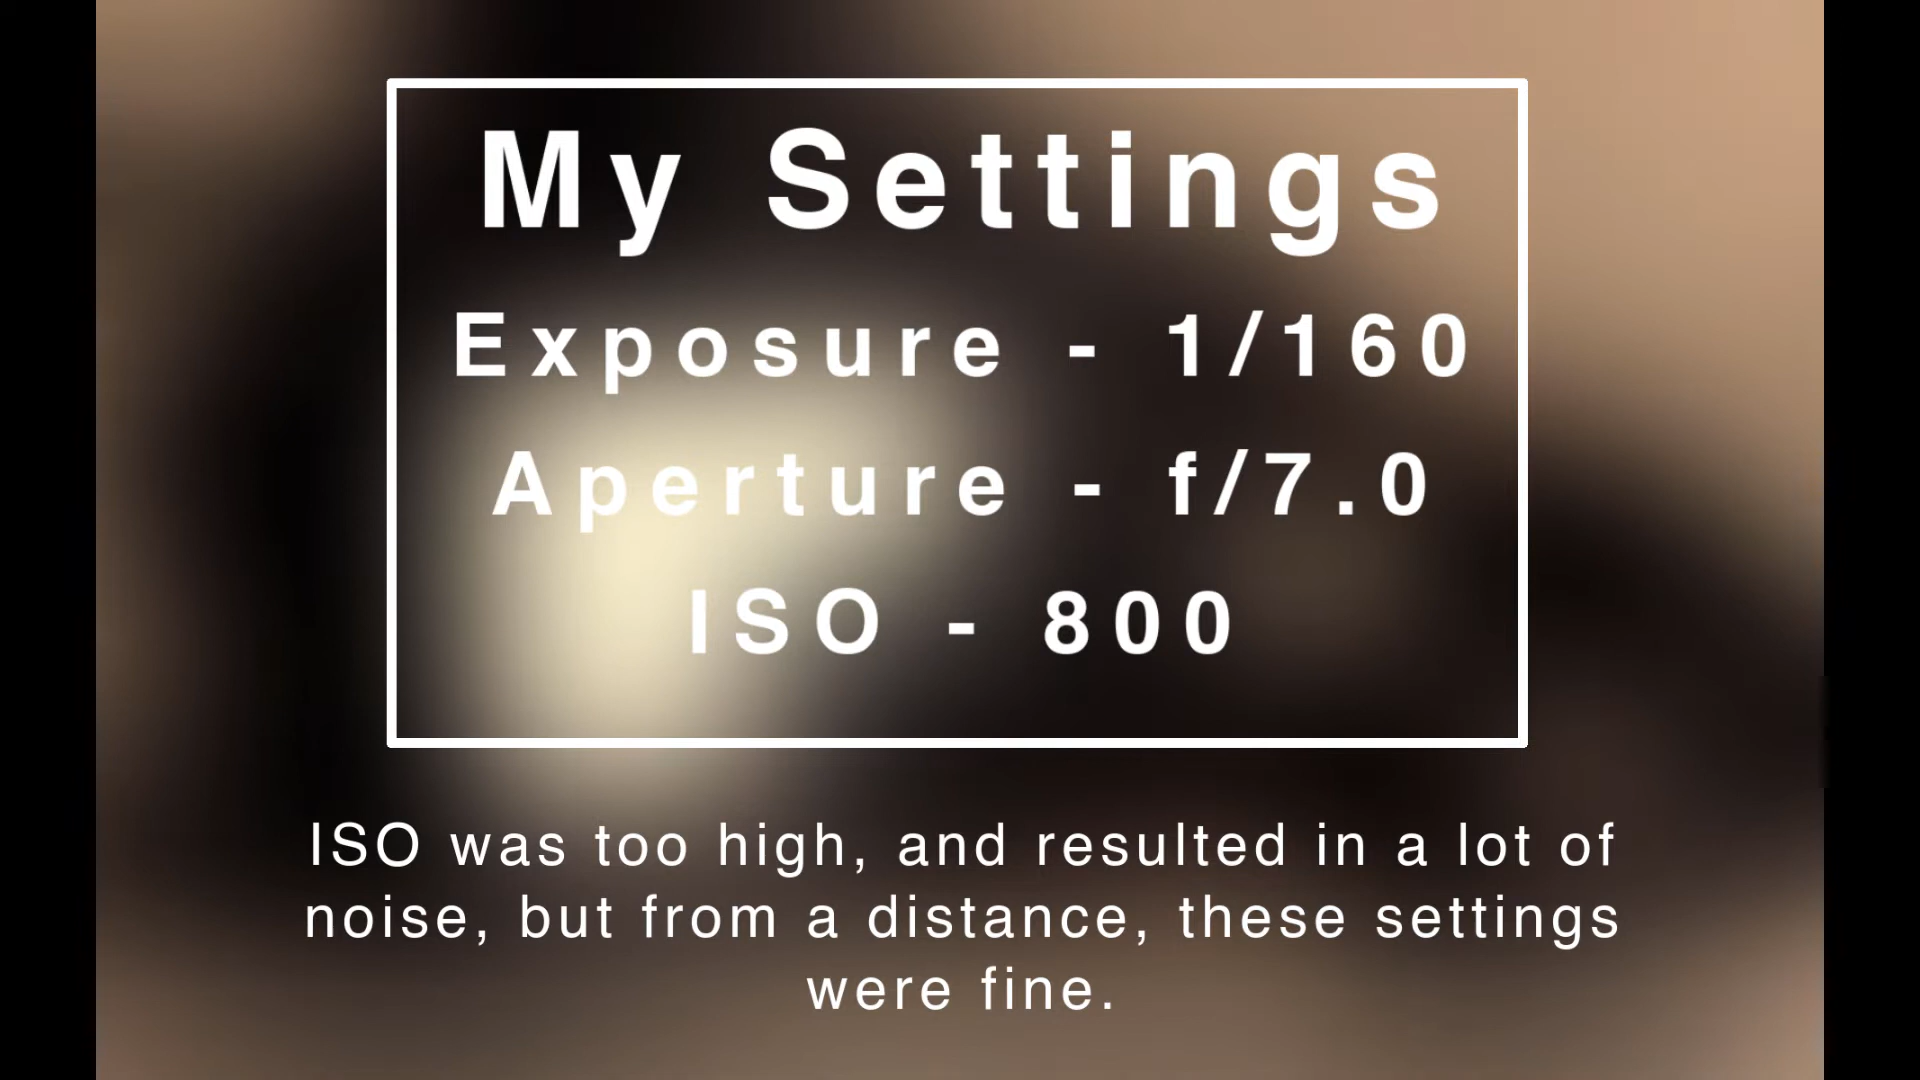 My Settings
Exposure - 1/160
Aperture - f/7.0
ISO - 800
ISO was too high, and resulted in a lot of
noise, but from a distance, these settings
were fine.